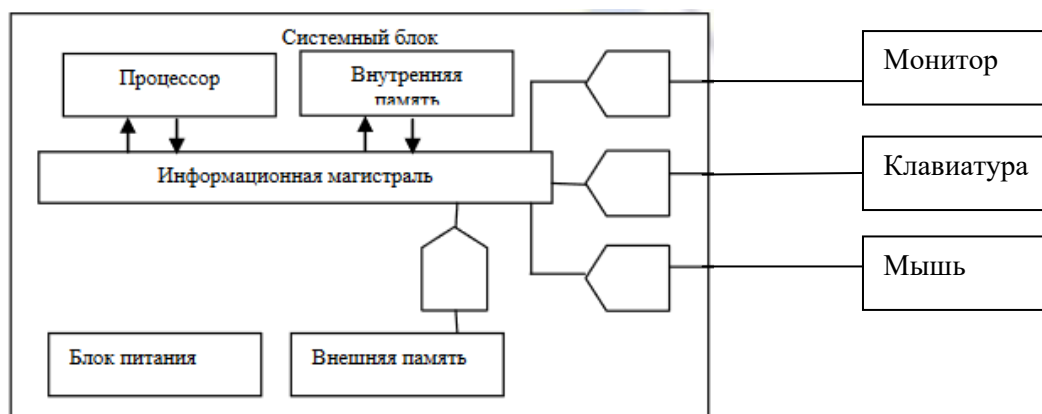 Системный блок
Процессор
Внутренняя
память
Монитор
Информационная магистраль
Клавиатура
Мышь
Блок питания
Внешняя память